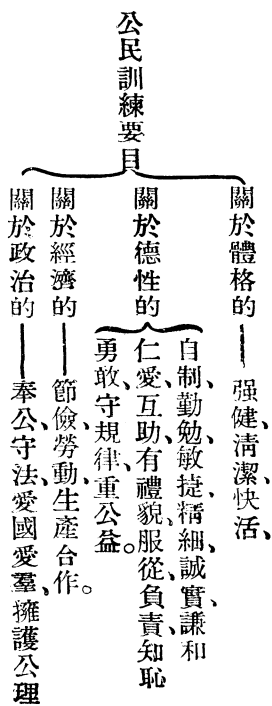 公民訓練要目
關於體格的
强健、清潔、快活、
關於德性的
自制、勤勉、敏捷、精細、誠實、謙和
仁愛、互助、有禮貌、服從、負責、知恥
勇敢、守規律、重公益。
關於經濟的
節儉、勞動、生產、合作。
關於政治的
奉公、守法、愛國、愛羣、擁護公理